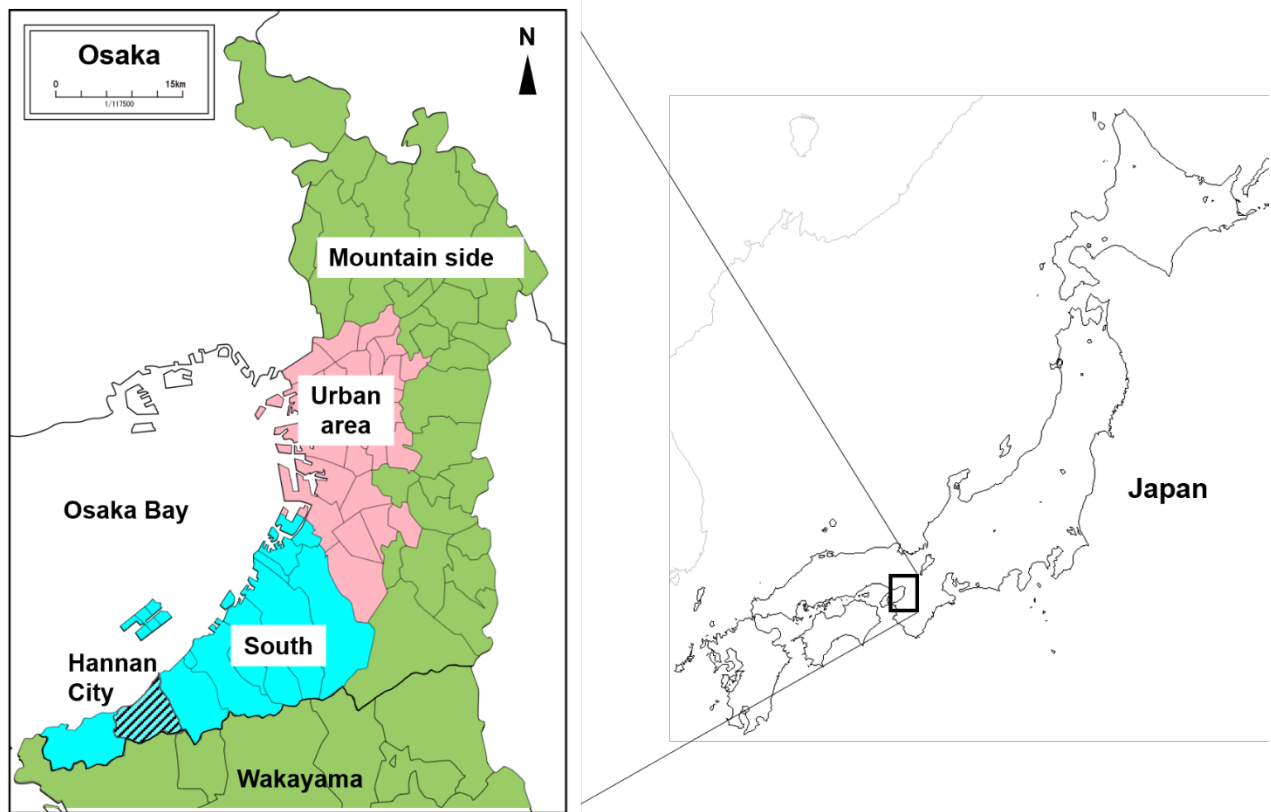 Osaka
0 15km
1/117500
N
Mountain side
Urban
area
Osaka Bay
South
Hannan
City
Wakayama
Japan